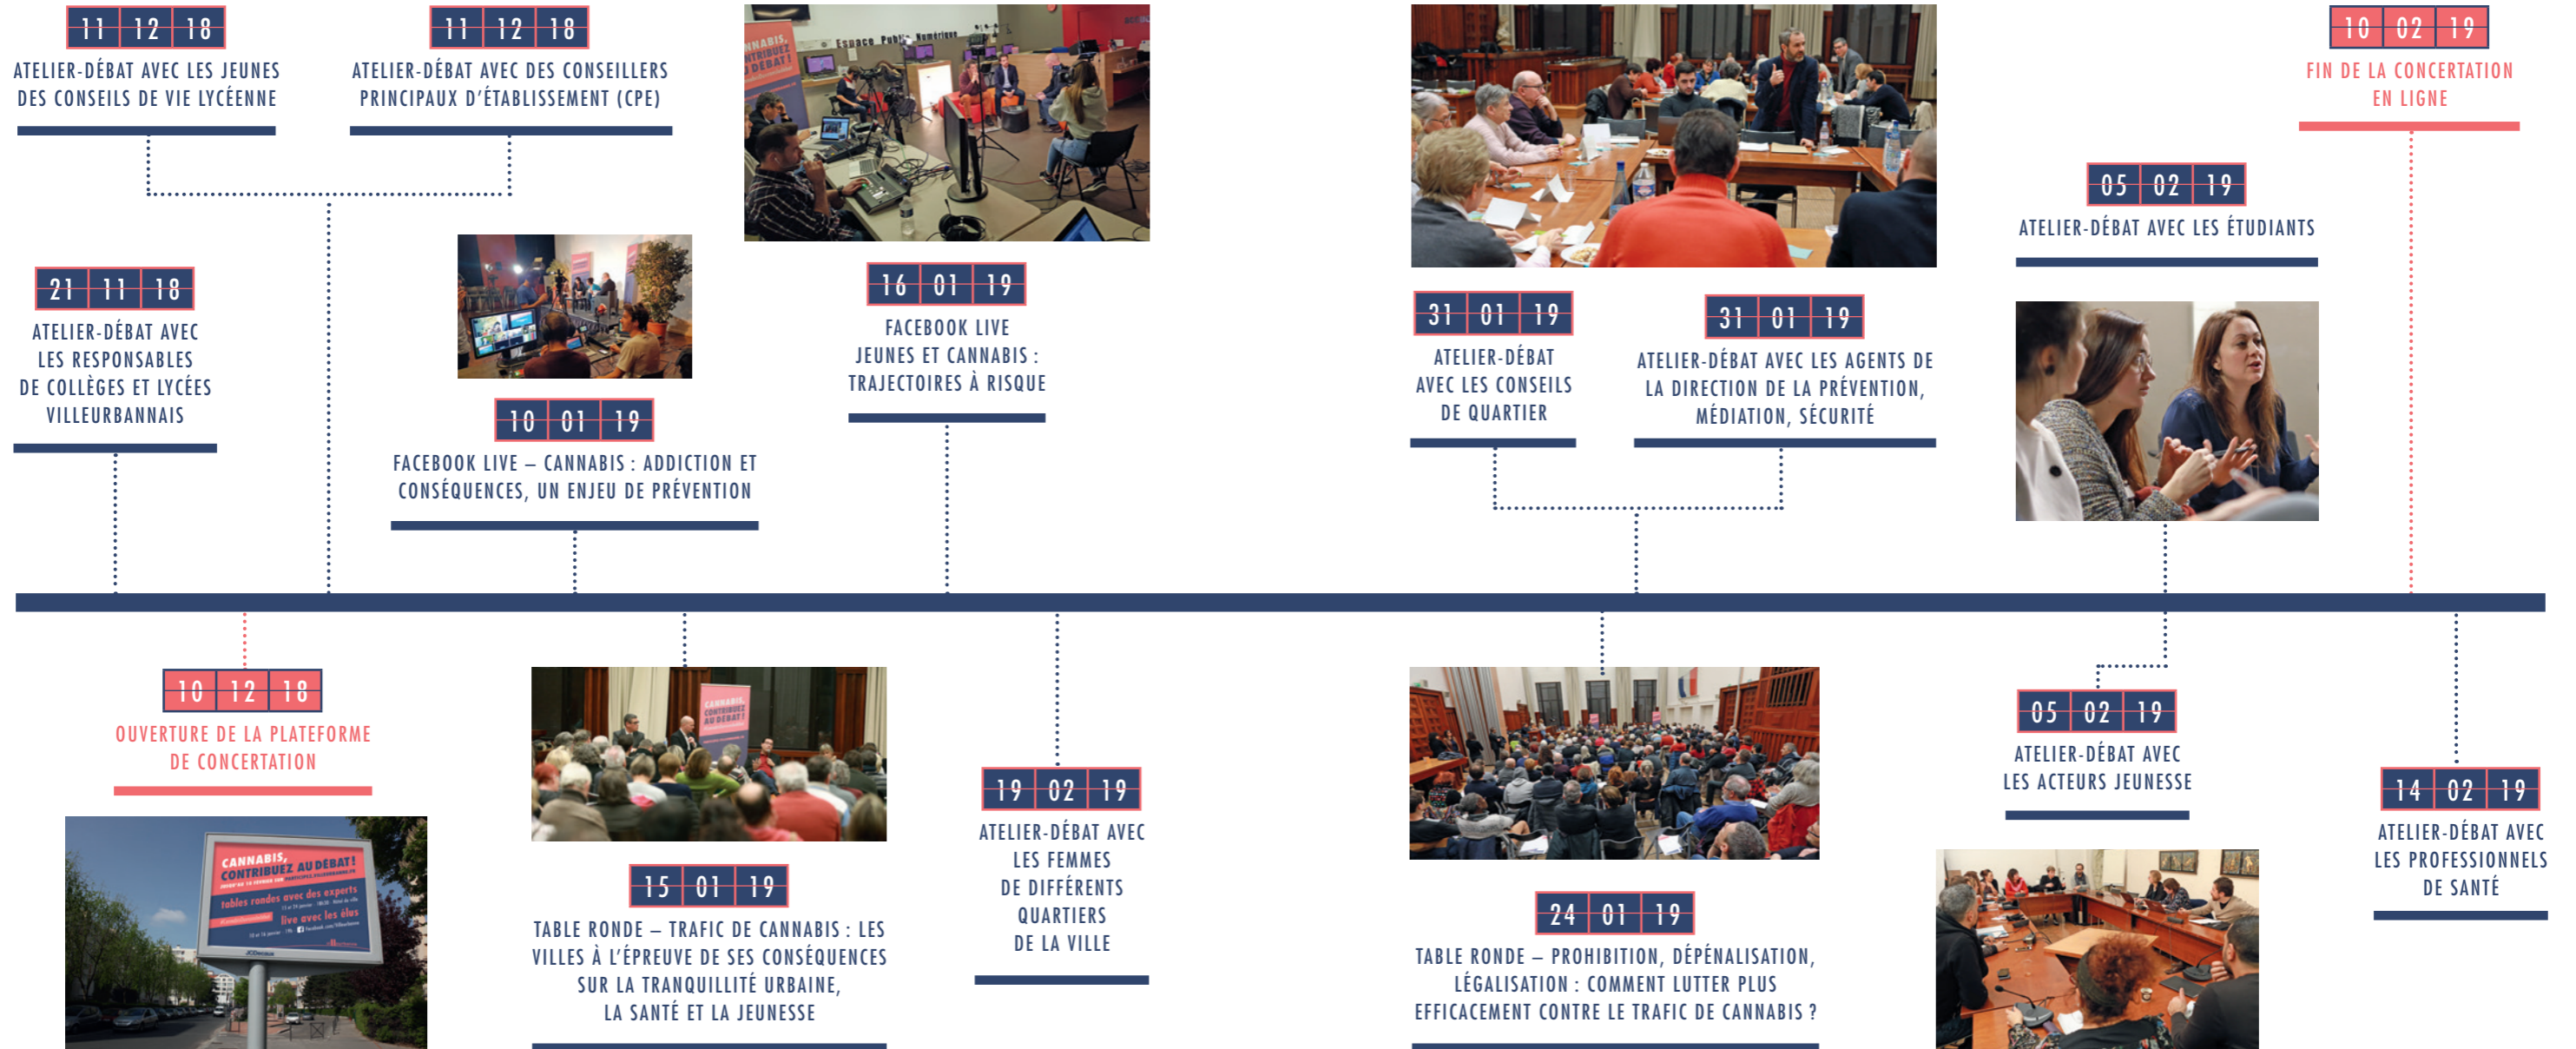 11 12 18
ATELIER-DÉBAT AVEC LES JEUNES
DES CONSEILS DE VIE LYCÉENNE
11 12 18
ATELIER-DÉBAT AVEC DES CONSEILLERS
PRINCIPAUX D'ÉTABLISSEMENT (CPE)
21 11 18
ATELIER-DÉBAT AVEC
LES RESPONSABLES
DE COLLÈGES ET LYCÉES
VILLEURBANNAIS
10 01 19
FACEBOOK LIVE – CANNABIS : ADDICTION ET
CONSÉQUENCES, UN ENJEU DE PRÉVENTION
Espace Public Numérique
16 01 19
FACEBOOK LIVE
JEUNES ET CANNABIS :
TRAJECTOIRES À RISQUE
31 01 19
ATELIER-DÉBAT
AVEC LES CONSEILS
DE QUARTIER
31 01 19
ATELIER-DÉBAT AVEC LES AGENTS DE
LA DIRECTION DE LA PRÉVENTION,
MÉDIATION, SÉCURITÉ
05 02 19
ATELIER-DÉBAT AVEC LES ÉTUDIANTS
10 02 19
FIN DE LA CONCERTATION
EN LIGNE
10 12 18
OUVERTURE DE LA PLATEFORME
DE CONCERTATION
CANNABIS,
CONTRIBUEZ AU DÉBAT!
tables rondes avec des experts
live avec les élus
JCDecaux
CANNABIS,
CONTRIBUEZ
AU DÉBAT!
15 01 19
TABLE RONDE – TRAFIC DE CANNABIS : LES
VILLES À L'ÉPREUVE DE SES CONSÉQUENCES
SUR LA TRANQUILLITÉ URBAINE,
LA SANTÉ ET LA JEUNESSE
19 02 19
ATELIER-DÉBAT AVEC
LES FEMMES
DE DIFFÉRENTS
QUARTIERS
DE LA VILLE
24 01 19
TABLE RONDE – PROHIBITION, DÉPÉNALISATION,
LÉGALISATION : COMMENT LUTTER PLUS
EFFICACEMENT CONTRE LE TRAFIC DE CANNABIS ?
05 02 19
ATELIER-DÉBAT AVEC
LES ACTEURS JEUNESSE
14 02 19
ATELIER-DÉBAT AVEC
LES PROFESSIONNELS
DE SANTÉ